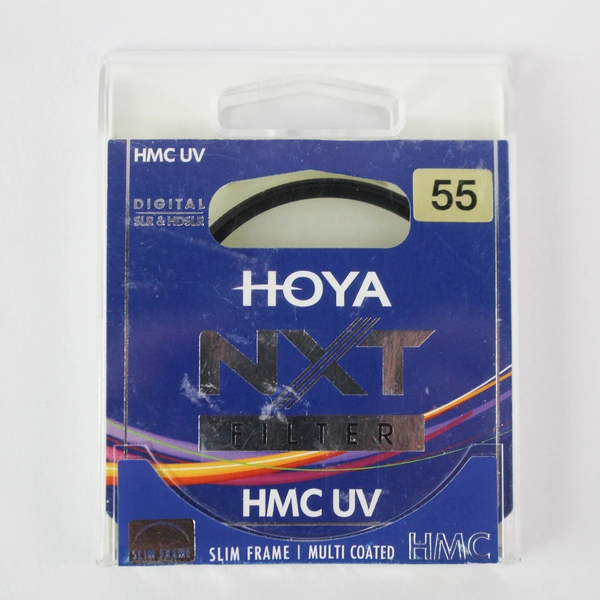 HMC UV
DIGITAL
SLR & HDSLR
55
HOYA
NXT
FILTER
HMC UV
SLIM FRAME
SLIM FRAME | MULTI COATED
HMC